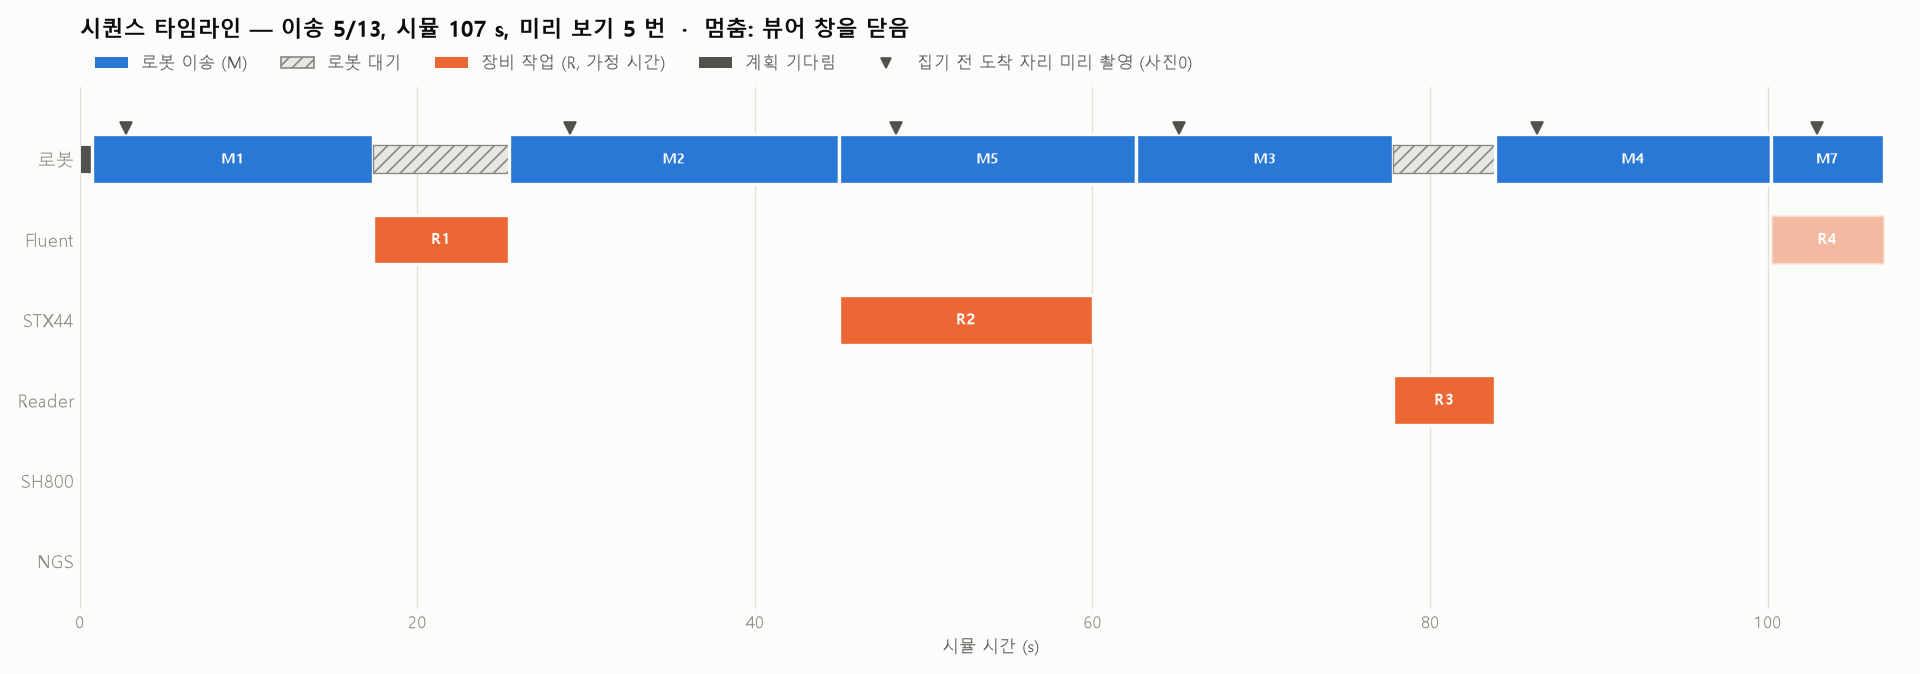 시퀀스 타임라인 — 이송 5/13, 시뮬 107 s, 미리 보기 5 번 · 멈춤: 뷰어 창을 닫음
로봇 이송 (M) 로봇 대기 장비 작업 (R, 가정 시간) 계획 기다림 집기 전 도착 자리 미리 촬영 (사진0)
로봇 M1 M2 M5 M3 M4 M7
Fluent R1 R4
STX44 R2
Reader R3
SH800
NGS
0 20 40 60 80 100
시뮬 시간 (s)